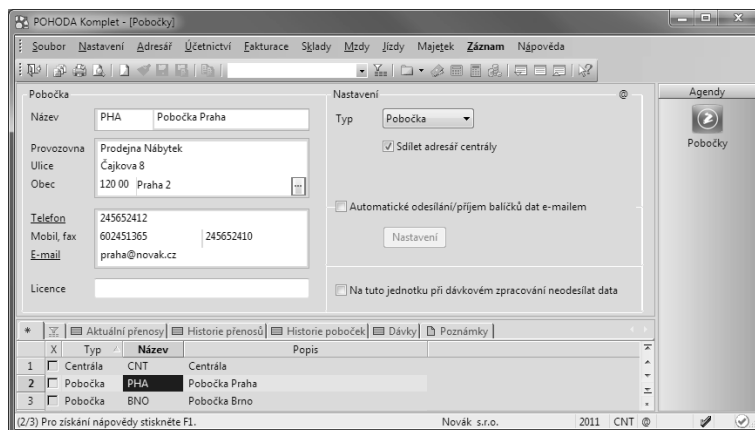 POHODA Komplet - [Pobočky]
Soubor Nastavení Adresář Účetnictví Fakturace Sklady Mzdy Jízdy Majetek Záznam Nápověda
Pobočka
Nastavení @
Agendy
Název PHA Pobočka Praha
Typ Pobočka
Pobočky
Provozovna Prodejna Nábytek
Sdílet adresář centrály
Ulice Čajkova 8
Obec 120 00 Praha 2 ...
Automatické odesílání/příjem balíčků dat e-mailem
Telefon 245652412
Mobil, fax 602451365 245652410
Nastavení
E-mail praha@novak.cz
Licence
Na tuto jednotku při dávkovém zpracování neodesílat data
* Aktuální přenosy Historie přenosů Historie poboček Dávky Poznámky
X Typ Název Popis
1 Centrála CNT Centrála
2 Pobočka PHA Pobočka Praha
3 Pobočka BNO Pobočka Brno
(2/3) Pro získání nápovědy stiskněte F1. Novák s.r.o. 2011 CNT @